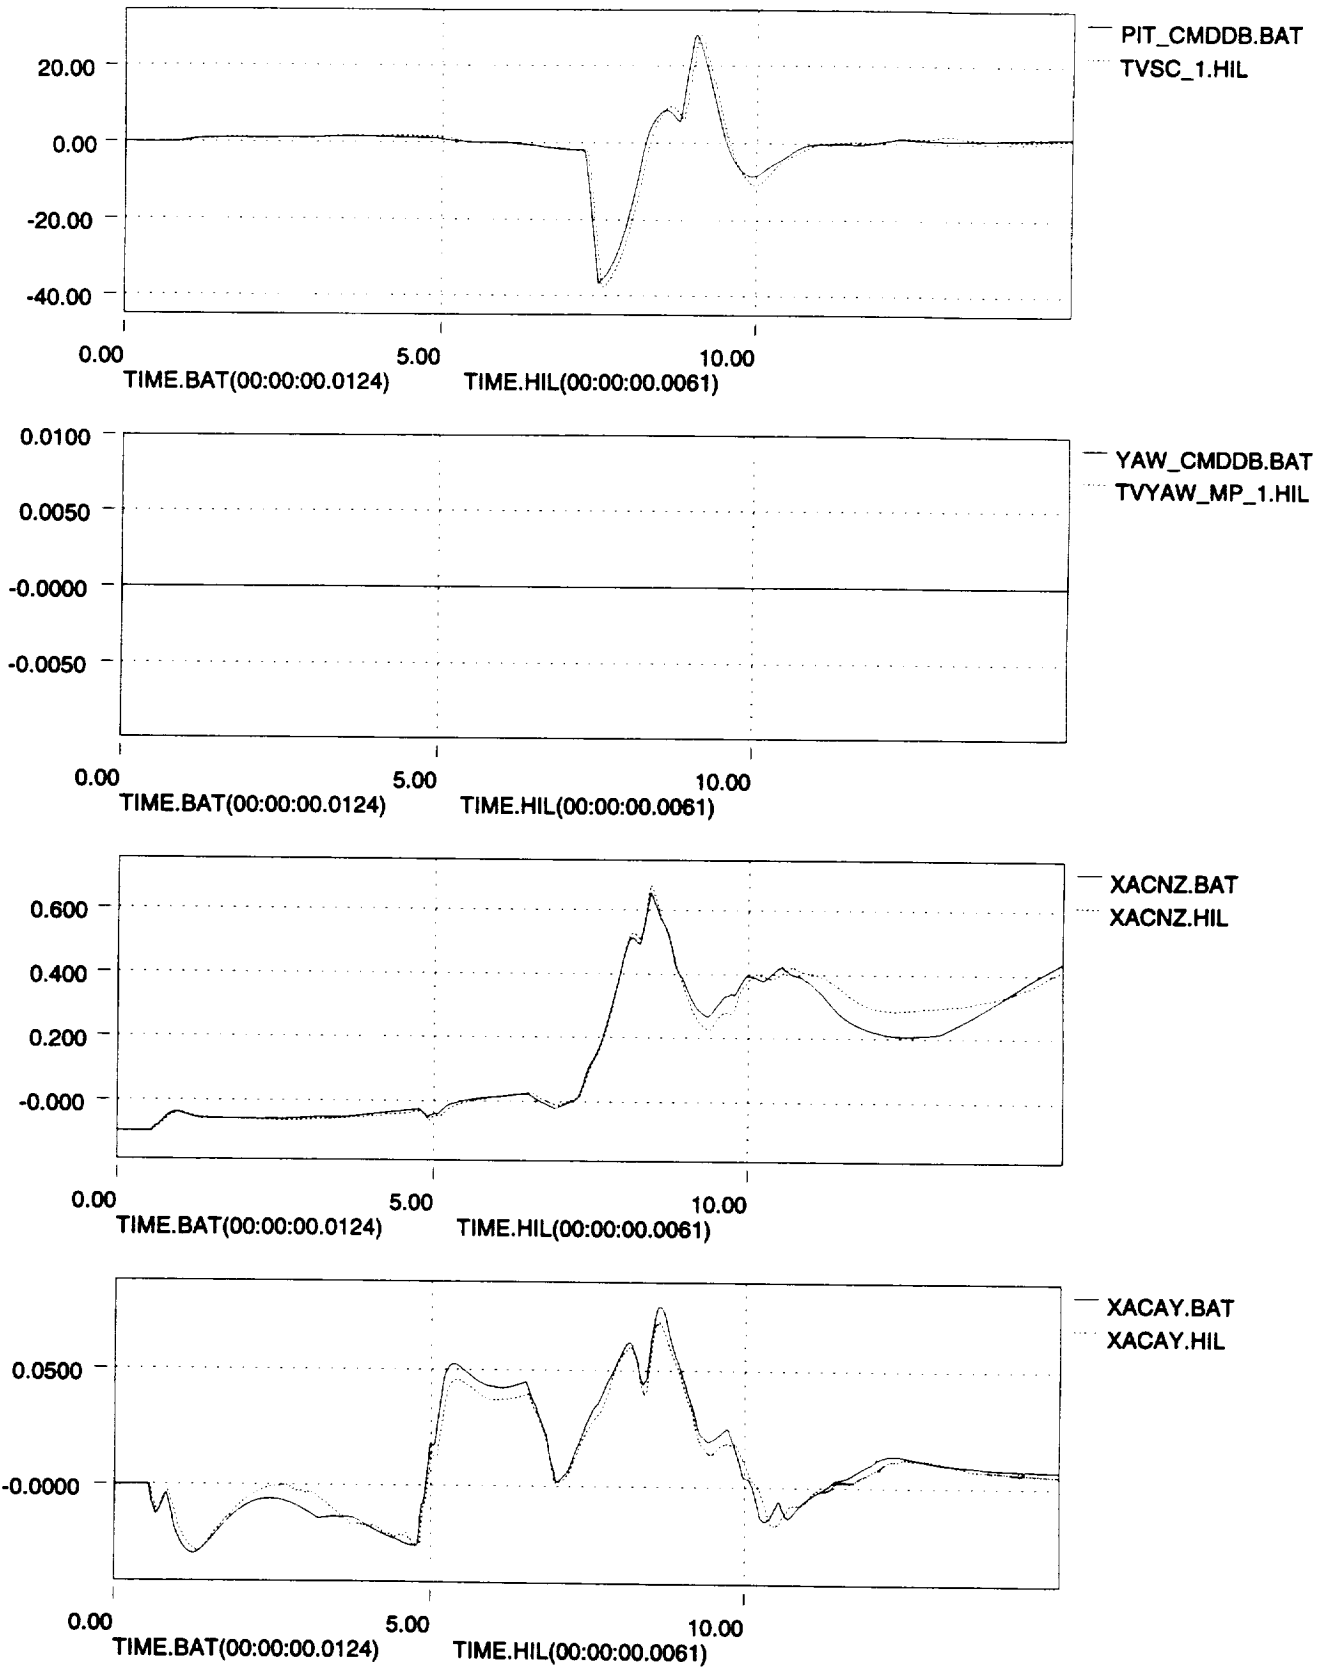 PIT_CMDDB.BAT
TVSC_1.HIL
20.00
0.00
-20.00
-40.00
0.00 5.00 10.00
TIME.BAT(00:00:00.0124) TIME.HIL(00:00:00.0061)
0.0100
YAW_CMDDB.BAT
TVYAW_MP_1.HIL
0.0050
-0.0000
-0.0050
0.00 5.00 10.00
TIME.BAT(00:00:00.0124) TIME.HIL(00:00:00.0061)
XACNZ.BAT
XACNZ.HIL
0.600
0.400
0.200
-0.000
0.00 5.00 10.00
TIME.BAT(00:00:00.0124) TIME.HIL(00:00:00.0061)
XACAY.BAT
XACAY.HIL
0.0500
-0.0000
0.00 5.00 10.00
TIME.BAT(00:00:00.0124) TIME.HIL(00:00:00.0061)